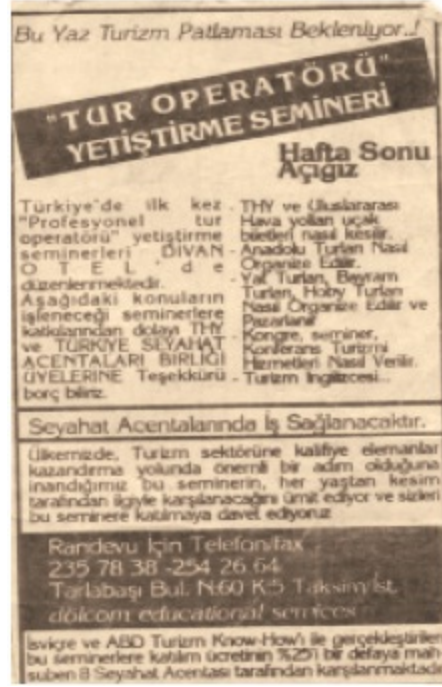 Bu Yaz Turizm Patlaması Bekleniyor..!
"TUR OPERATÖRÜ"
YETİŞTİRME SEMİNERİ
Hafta Sonu
Açığız
Türkiye'de ilk kez
"Profesyonel tur
operatörü" yetiştirme
seminerleri DİVAN
OTEL'de
düzenlenmektedir.
Aşağıdaki konuların
işleneceği seminerlere
katkılarından dolayı THY
ve TÜRKİYE SEYAHAT
ACENTALARI BİRLİĞİ
ÜYELERİNE Teşekkürü
borç biliriz.
- THY ve Uluslararası
Hava yolları uçak
biletleri nasıl kesilir.
- Anadolu Turları Nasıl
Organize Edilir.
- Yat Turları, Bayram
Turları, Hoby Turları
Nasıl Organize Edilir ve
Pazarlanır
- Kongre, seminer,
Konferans Turizmi
Hizmetleri Nasıl Verilir.
- Turizm İngilizcesi...
Seyahat Acentalarında İş Sağlanacaktır.
Ülkemizde, Turizm sektörüne kalifiye elemanlar
kazandırma yolunda önemli bir adım olduğuna
inandığımız bu seminerin, her yaştan kesim
tarafından ilgiyle karşılanacağını ümit ediyor ve sizleri
bu seminere katılmaya davet ediyoruz
Randevu İçin Telefon/fax
235 78 38 -254 26 64
Tarlabaşı Bul. N:60 K:5 Taksim/İst.
dolcom educational services
İsviçre ve ABD Turizm Know-How'ı ile gerçekleştirilen
bu seminerlere katılım ücretinin %25'i bir defaya mah-
suben 8 Seyahat Acentası tarafından karşılanmaktadı